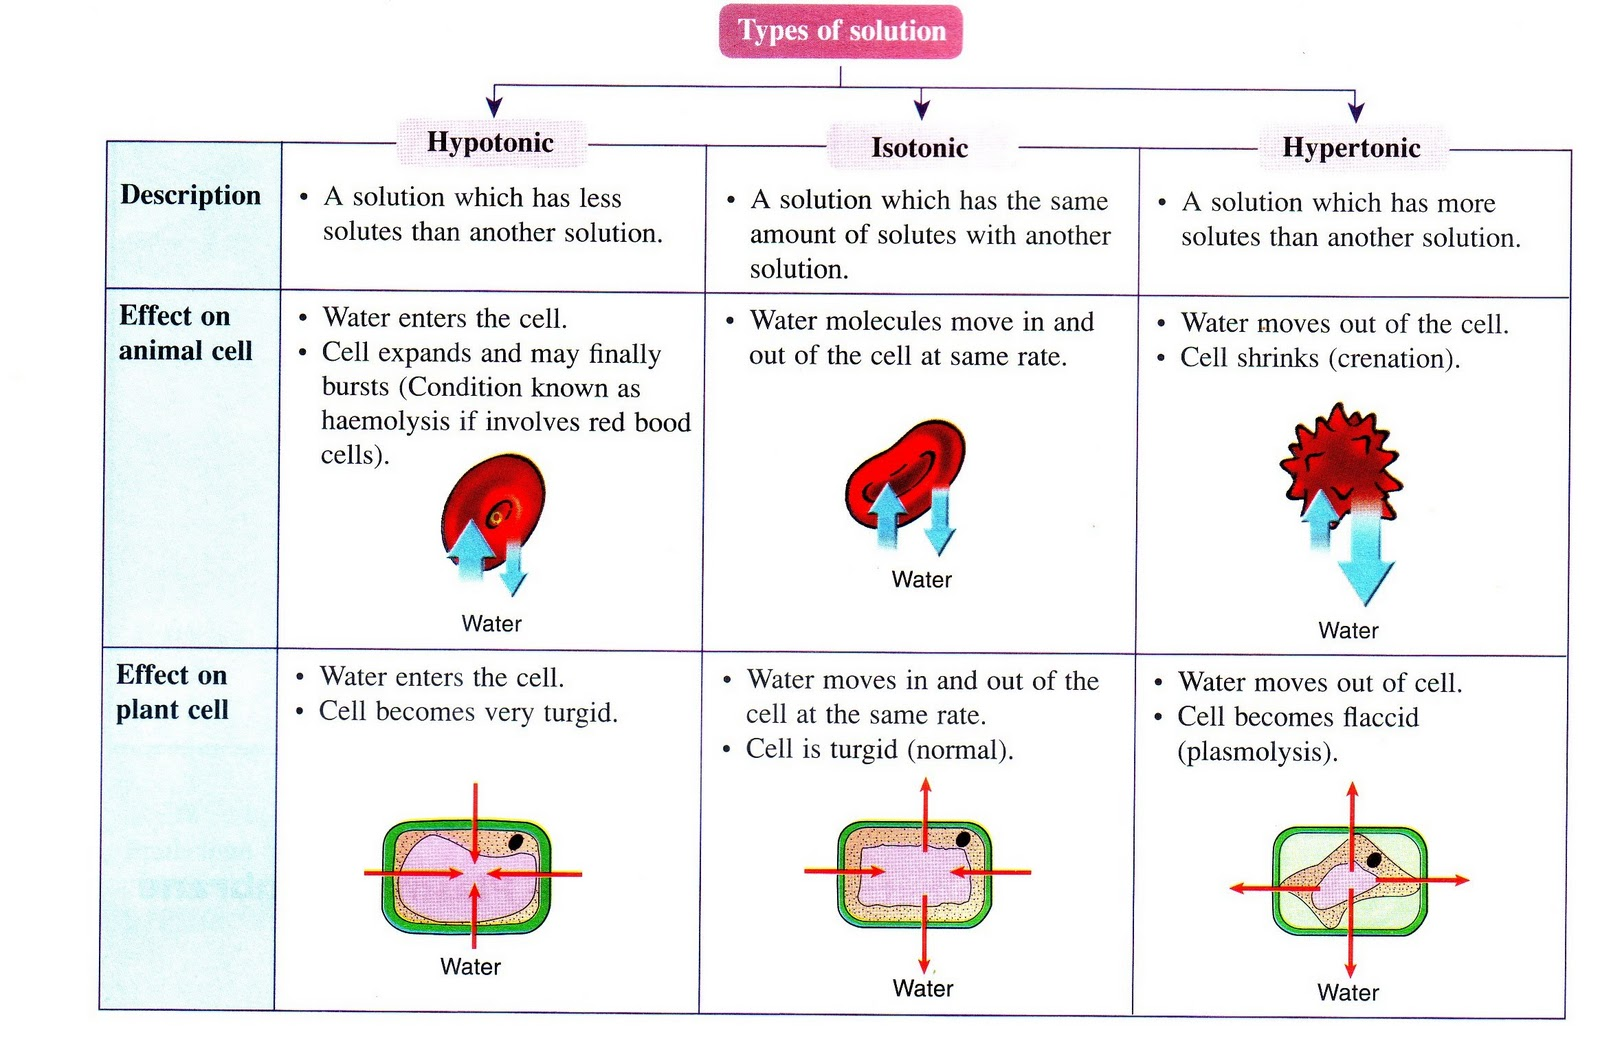 Types of solution
Hypotonic
Isotonic
Hypertonic
Description
• A solution which has less
solutes than another solution.
• A solution which has the same
amount of solutes with another
solution.
• A solution which has more
solutes than another solution.
Effect on
animal cell
• Water enters the cell.
• Cell expands and may finally
bursts (Condition known as
haemolysis if involves red bood
cells).
Water
• Water molecules move in and
out of the cell at same rate.
Water
• Water moves out of the cell.
• Cell shrinks (crenation).
Water
Effect on
plant cell
• Water enters the cell.
• Cell becomes very turgid.
Water
• Water moves in and out of the
cell at the same rate.
• Cell is turgid (normal).
Water
• Water moves out of cell.
• Cell becomes flaccid
(plasmolysis).
Water